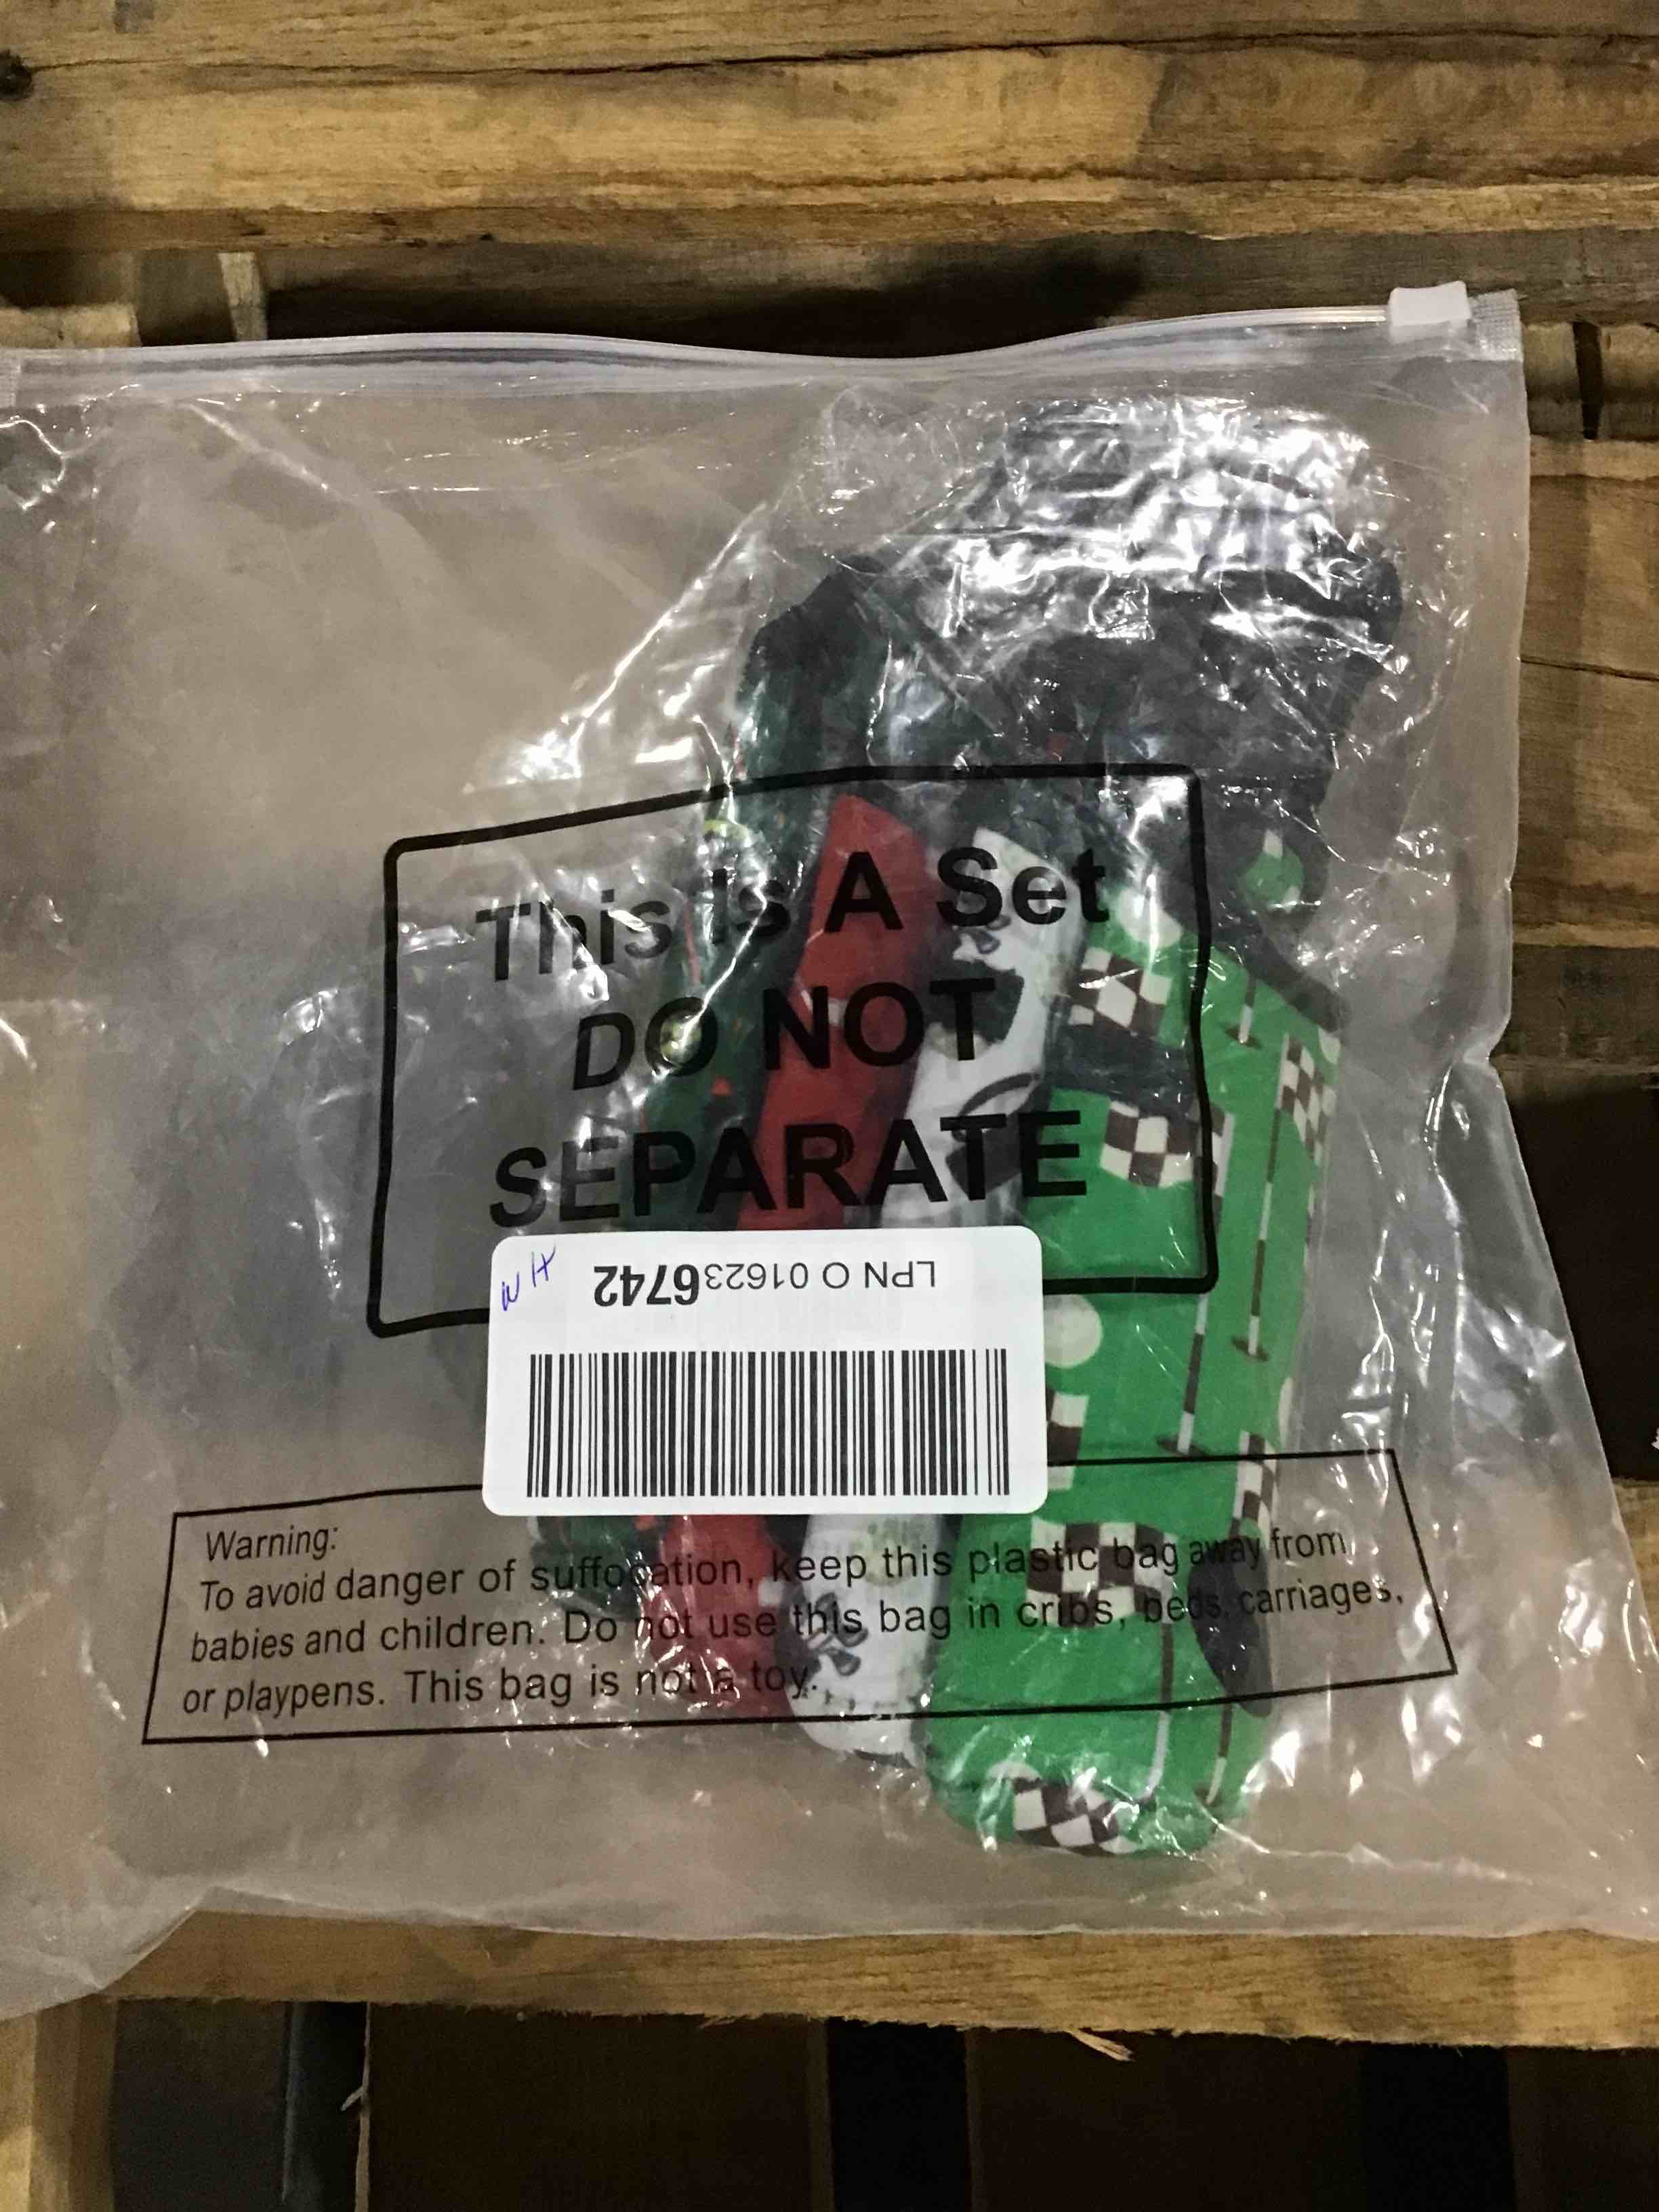 This Is A Set
DO NOT
SEPARATE
WH
LPN O 016236742
Warning:
To avoid danger of suffocation, keep this plastic bag away from
babies and children. Do not use this bag in cribs, beds, carriages,
or playpens. This bag is not a toy.